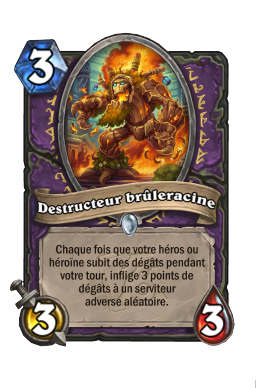 3
Destructeur brûleracine
Chaque fois que votre héros ou
héroïne subit des dégâts pendant
votre tour, inflige 3 points de
dégâts à un serviteur
adverse aléatoire.
3
3